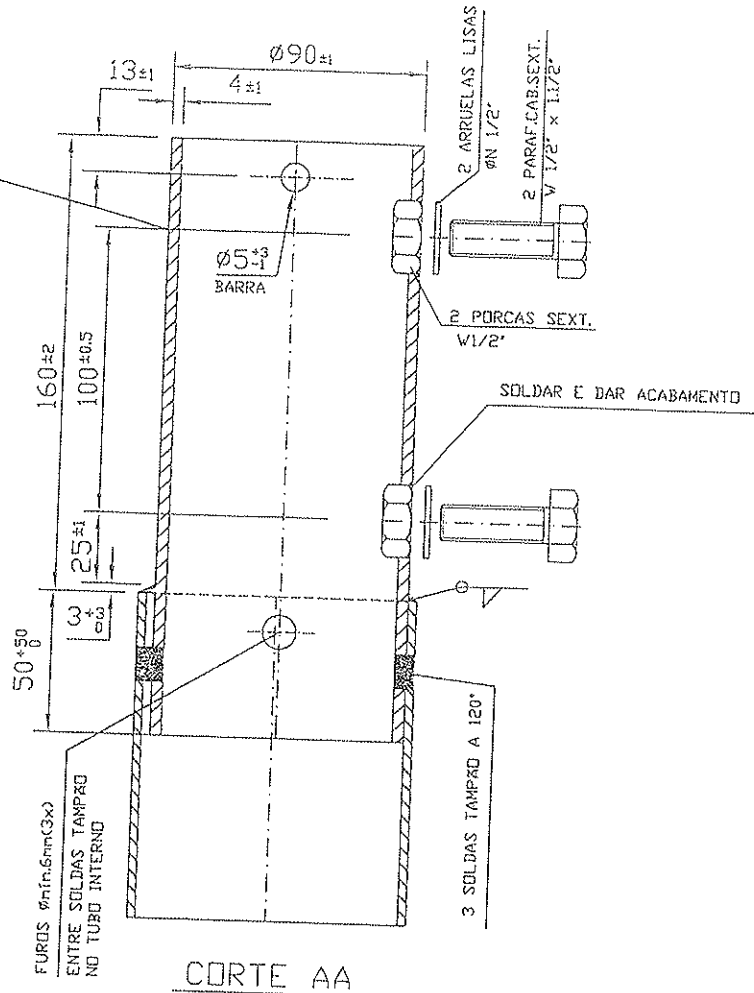 13±1
Ø90±1
4±1
2 ARRUELAS LISAS
ØN 1/2"
2 PARAF.CAB.SEXT.
W 1/2" x 1.1/2"
Ø5+3-1
BARRA
160±2
100±0.5
2 PORCAS SEXT.
W1/2"
SOLDAR E DAR ACABAMENTO
25±1
3+3 0
50+50 0
FUROS Ømín.6mm(3x)
ENTRE SOLDAS TAMPÃO
NO TUBO INTERNO
3 SOLDAS TAMPÃO A 120°
CORTE AA